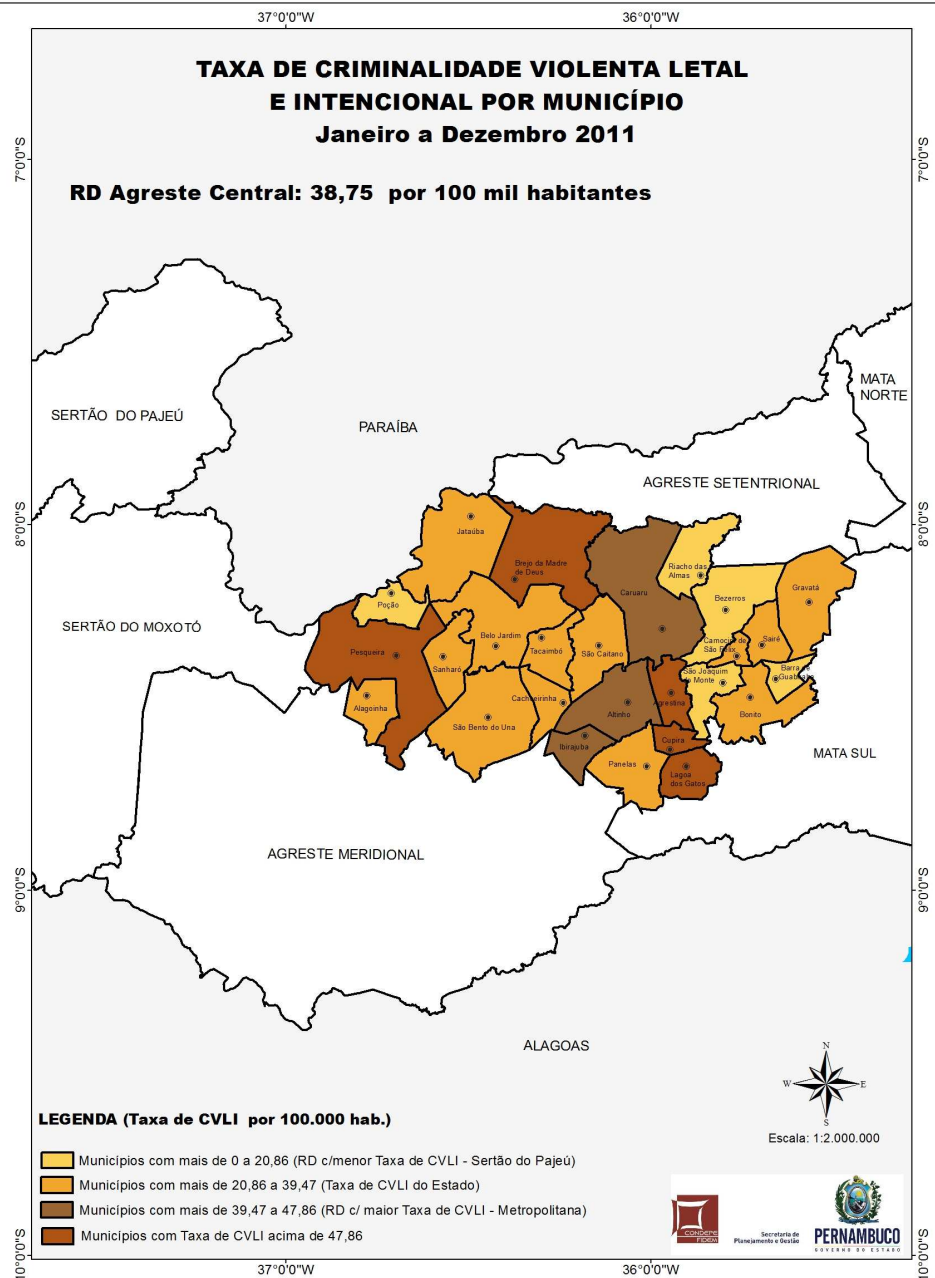 37°0'0"W 36°0'0"W
TAXA DE CRIMINALIDADE VIOLENTA LETAL
E INTENCIONAL POR MUNICÍPIO
Janeiro a Dezembro 2011
7°0'0"S 7°0'0"S
RD Agreste Central: 38,75 por 100 mil habitantes
MATA
NORTE
SERTÃO DO PAJEÚ
PARAÍBA
AGRESTE SETENTRIONAL
8°0'0"S 8°0'0"S
Jataúba
Brejo da Madre
de Deus
Riacho das
Almas
Caruaru
Gravatá
Bezerros
Poção
SERTÃO DO MOXOTÓ
Belo Jardim
Tacaimbó
São Caitano
Camocim de
São Félix
Sairé
Pesqueira
Sanharó
São Joaquim
do Monte
Barra de
Guabiraba
Alagoinha
Cachoeirinha
Agrestina
Altinho
Bonito
São Bento do Una
Cupira
Ibirajuba
MATA SUL
Panelas
Lagoa
dos Gatos
AGRESTE MERIDIONAL
9°0'0"S 9°0'0"S
ALAGOAS
N
W E
S
LEGENDA (Taxa de CVLI por 100.000 hab.)
Escala: 1:2.000.000
Municípios com mais de 0 a 20,86 (RD c/menor Taxa de CVLI - Sertão do Pajeú)
Municípios com mais de 20,86 a 39,47 (Taxa de CVLI do Estado)
Municípios com mais de 39,47 a 47,86 (RD c/ maior Taxa de CVLI - Metropolitana)
Municípios com Taxa de CVLI acima de 47,86
CONDEPE
FIDEM
Secretaria de
Planejamento e Gestão
PERNAMBUCO
GOVERNO DO ESTADO
10°0'0"S 10°0'0"S
37°0'0"W 36°0'0"W